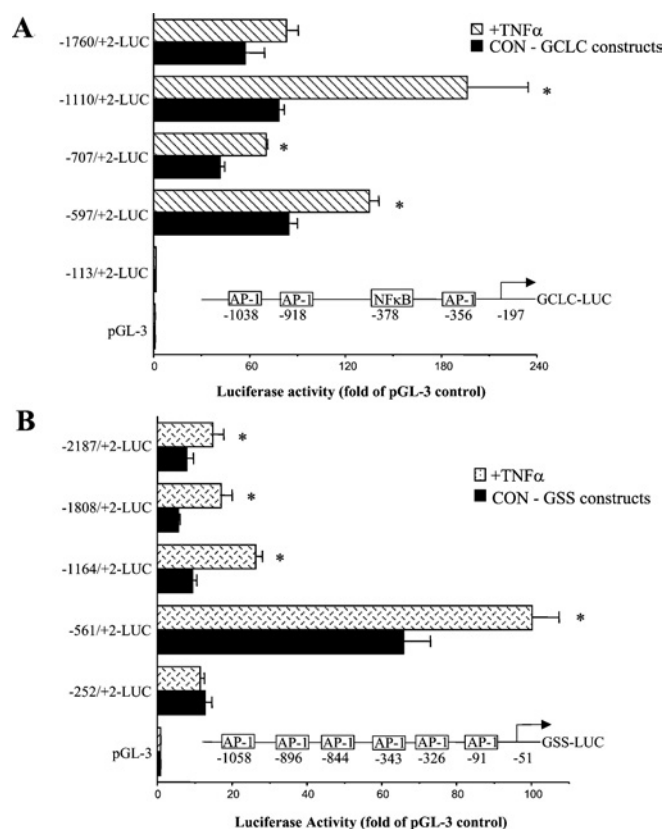 A
+TNFα
CON - GCLC constructs
-1760/+2-LUC
-1110/+2-LUC
*
-707/+2-LUC
*
-597/+2-LUC
*
-113/+2-LUC
pGL-3
AP-1 AP-1 NFκB AP-1
GCLC-LUC
-1038 -918 -378 -356 -197
0 60 120 180 240
Luciferase activity (fold of pGL-3 control)
B
+TNFα
CON - GSS constructs
-2187/+2-LUC
*
-1808/+2-LUC
*
-1164/+2-LUC
*
-561/+2-LUC
*
-252/+2-LUC
pGL-3
AP-1 AP-1 AP-1 AP-1 AP-1 AP-1
GSS-LUC
-1058 -896 -844 -343 -326 -91 -51
0 20 40 60 80 100
Luciferase Activity (fold of pGL-3 control)